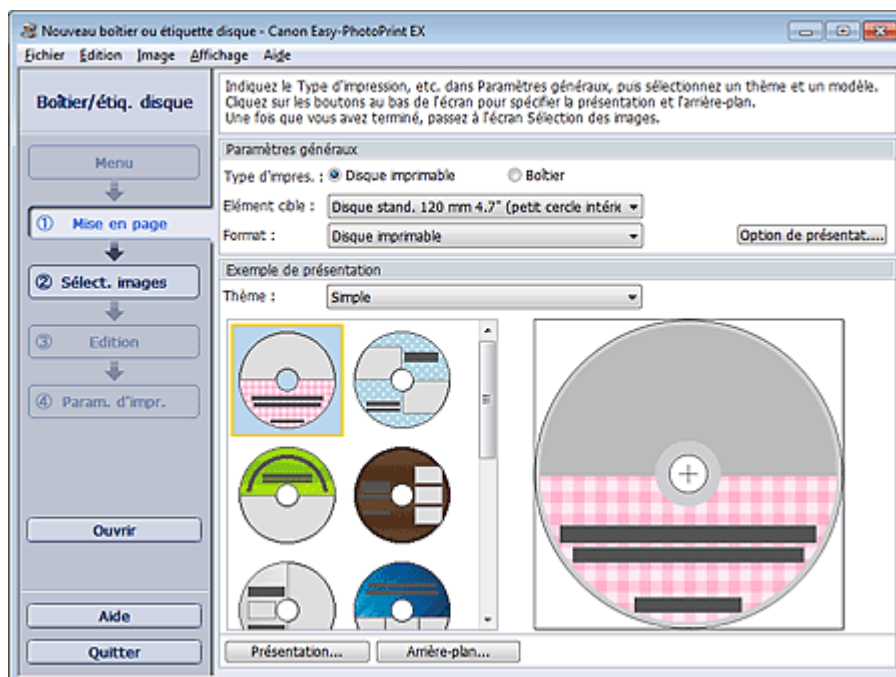 Nouveau boîtier ou étiquette disque - Canon Easy-PhotoPrint EX
Fichier Édition Image Affichage Aide
Boîtier/étiq. disque
Indiquez le Type d'impression, etc. dans Paramètres généraux, puis sélectionnez un thème et un modèle.
Cliquez sur les boutons au bas de l'écran pour spécifier la présentation et l'arrière-plan.
Une fois que vous avez terminé, passez à l'écran Sélection des images.
Menu
① Mise en page
② Sélect. images
③ Edition
④ Param. d'impr.
Ouvrir
Aide
Quitter
Paramètres généraux
Type d'impres. : Disque imprimable Boîtier
Elément cible : Disque stand. 120 mm 4.7" (petit cercle intérie
Format : Disque imprimable Option de présentat....
Exemple de présentation
Thème : Simple
Présentation... Arrière-plan...